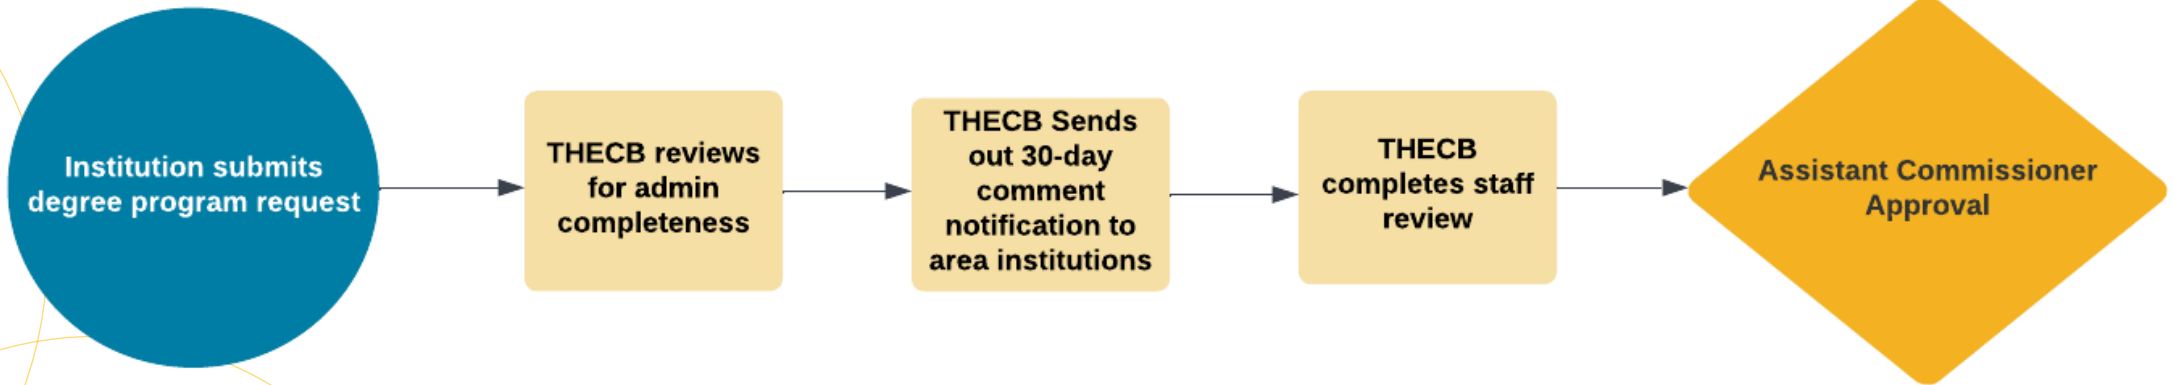 Institution submits
degree program request
THECB reviews
for admin
completeness
THECB Sends
out 30-day
comment
notification to
area institutions
THECB
completes staff
review
Assistant Commissioner
Approval